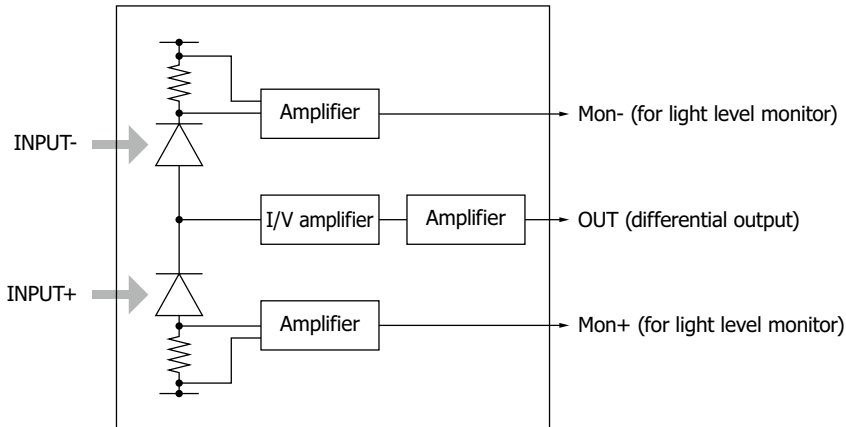 Amplifier
Mon- (for light level monitor)
INPUT-
I/V amplifier
Amplifier
OUT (differential output)
INPUT+
Amplifier
Mon+ (for light level monitor)